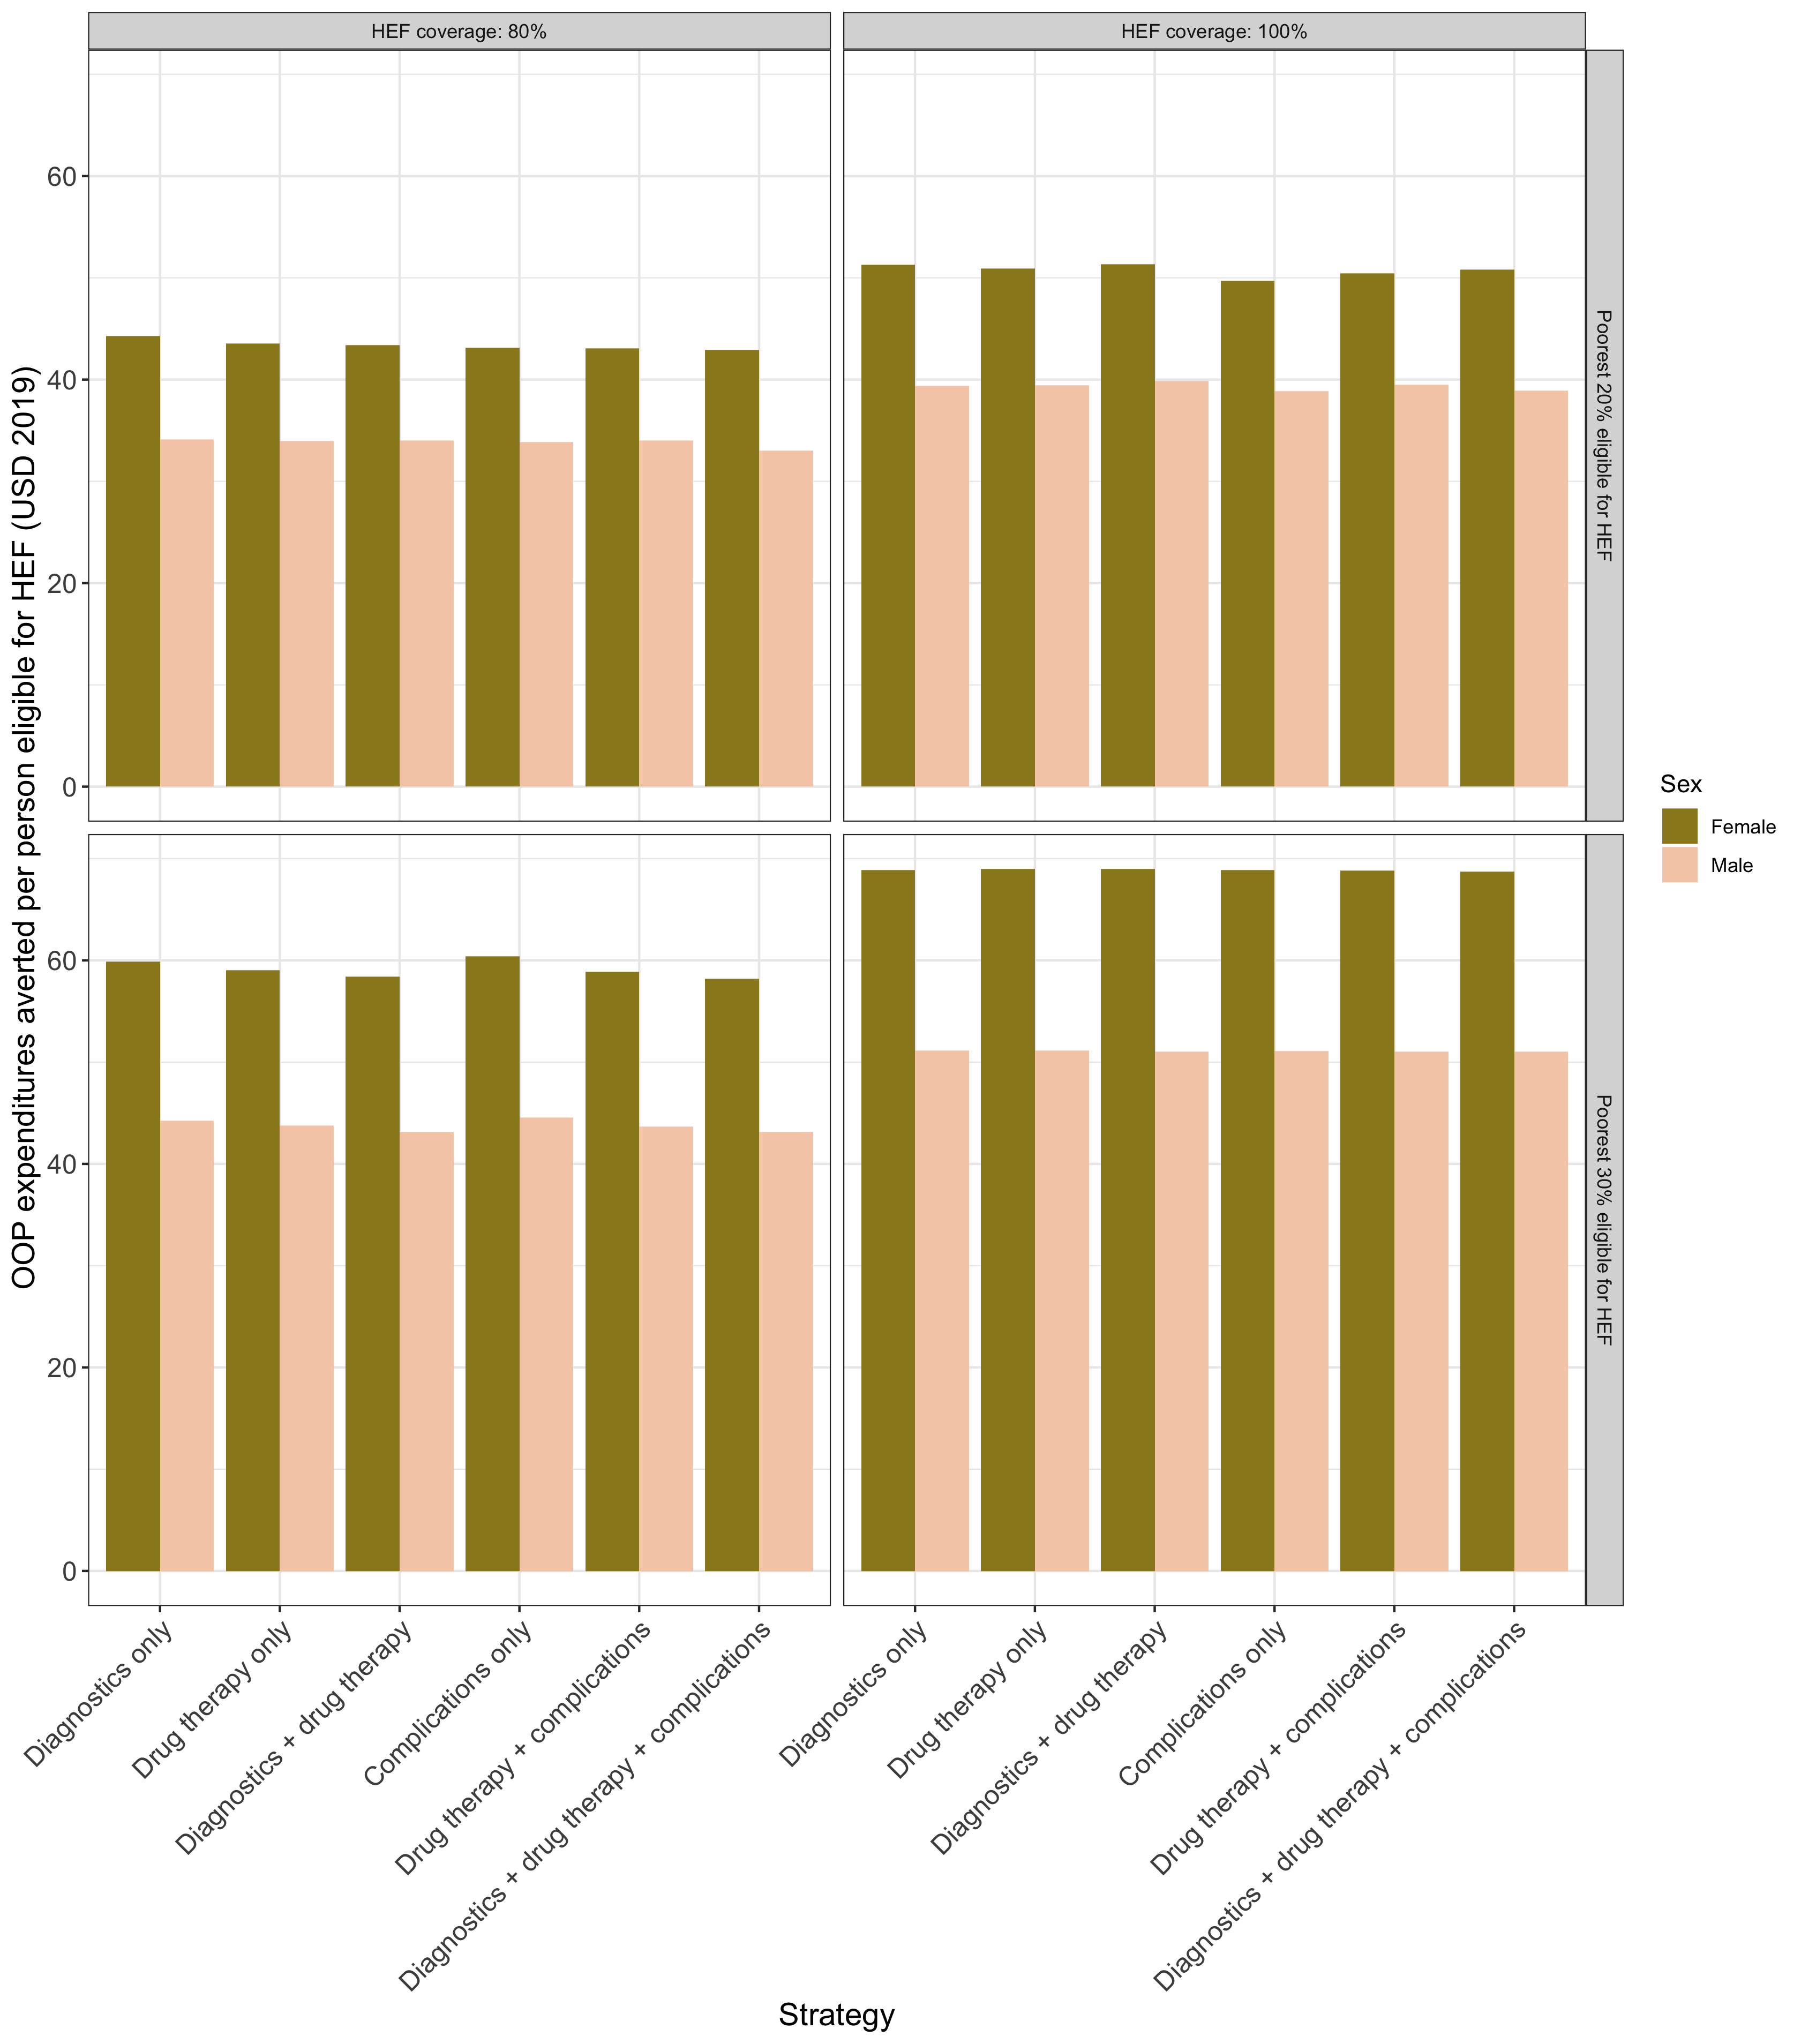 HEF coverage: 80%
HEF coverage: 100%
OOP expenditures averted per person eligible for HEF (USD 2019)
60
40
20
0
Poorest 20% eligible for HEF
60
40
20
0
Poorest 30% eligible for HEF
Sex
Female
Male
Diagnostics only
Drug therapy only
Diagnostics + drug therapy
Complications only
Drug therapy + complications
Diagnostics + drug therapy + complications
Diagnostics only
Drug therapy only
Diagnostics + drug therapy
Complications only
Drug therapy + complications
Diagnostics + drug therapy + complications
Strategy